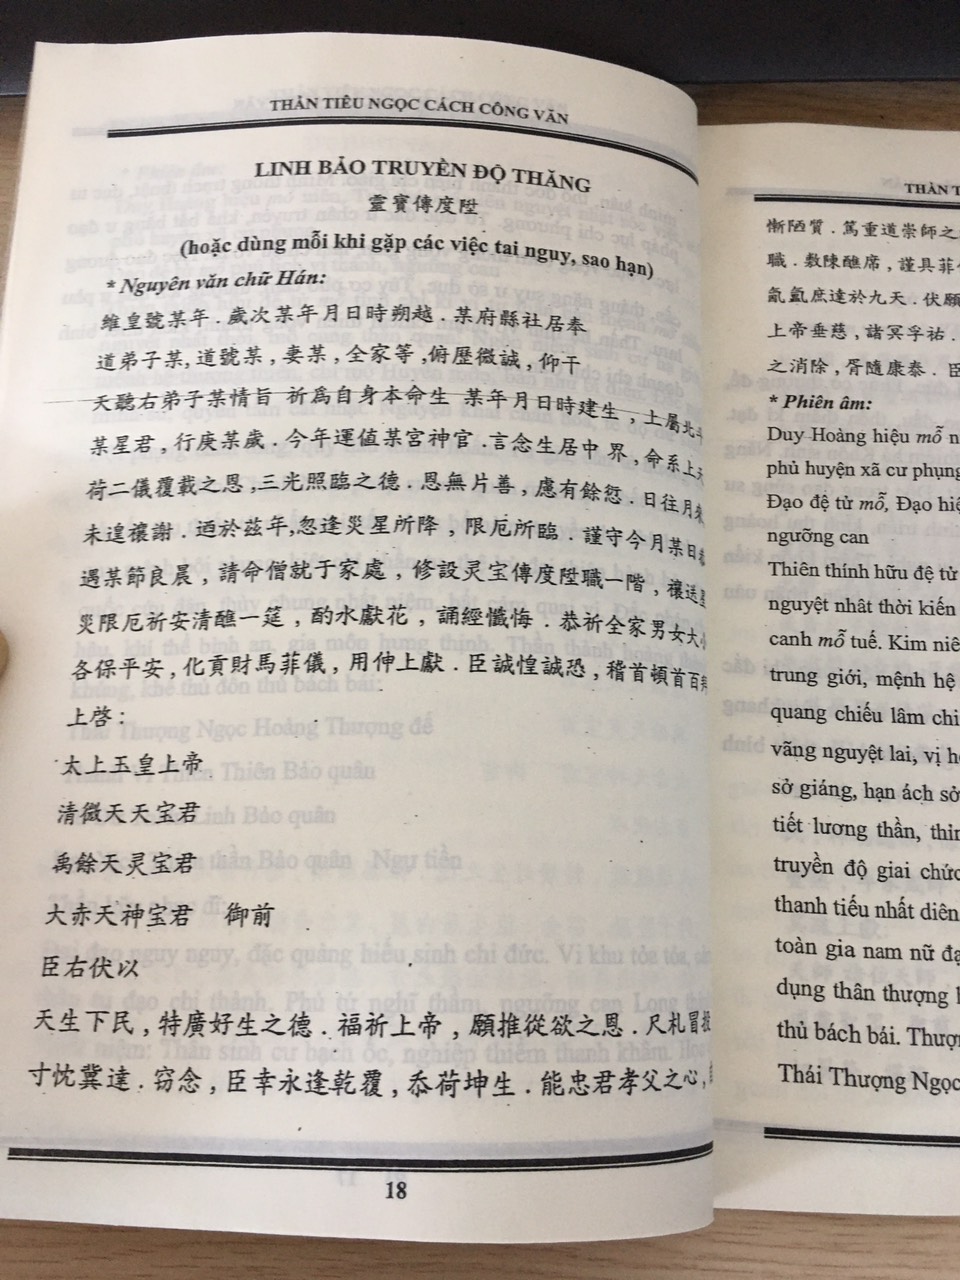 THẦN TIÊU NGỌC CÁCH CÔNG VĂN
LINH BẢO TRUYỀN ĐỘ THĂNG
靈寶傳度陞
(hoặc dùng mỗi khi gặp các việc tai nguy, sao hạn)
* Nguyên văn chữ Hán:
維皇號某年．歲次某年月日時朔越．某府縣社居奉
道弟子某,道號某,妻某,全家等,俯歷微誠,仰干
天聽右弟子某情旨 祈爲自身本命生 某年月日時建生,上屬北斗
某星君,行庚某歲．今年運値某宮神官．言念生居中界,命系上天
荷二儀覆載之恩,三光照臨之德．恩無片善,慮有餘愆．日往月來
未遑禳謝．迺於茲年,忽逢災星所降,限厄所臨．謹守今月某日
遇某節良晨,請命僧就于家處,修設灵宝傳度陞職一階,禳送星
災限厄祈安清醮一筵,酌水獻花,誦經懺悔．恭祈全家男女大小
各保平安,化貢財馬菲儀,用伸上獻．臣誠惶誠恐,稽首頓首百拜
上啓:
太上玉皇上帝
清微天天宝君
禹餘天灵宝君
大赤天神宝君 御前
臣右伏以
天生下民,特廣好生之德．福祈上帝,願推從欲之恩．尺札冒
寸忱冀達．窃念,臣幸永逢乾覆,忝荷坤生．能忠君孝父之心,
18
THẦN T
慚陋質．篤重道崇師之
職．敷陳醮席,謹具菲
氤氳庶達於九天．伏願
上帝垂慈,諸冥孚祐．
之消除,胥隨康泰．臣
* Phiên âm:
Duy Hoàng hiệu mỗ n
phủ huyện xã cư phụng
Đạo đệ tử mỗ, Đạo hiệ
ngưỡng can
Thiên thính hữu đệ tử
nguyệt nhât thời kiến
canh mỗ tuế. Kim niê
trung giới, mệnh hệ
quang chiếu lâm chi
vãng nguyệt lai, vị h
sở giáng, hạn ách sở
tiết lương thần, thỉn
truyền độ giai chức
thanh tiếu nhất diên
toàn gia nam nữ đạ
dụng thân thượng h
thủ bách bái. Thượ
Thái Thượng Ngọc